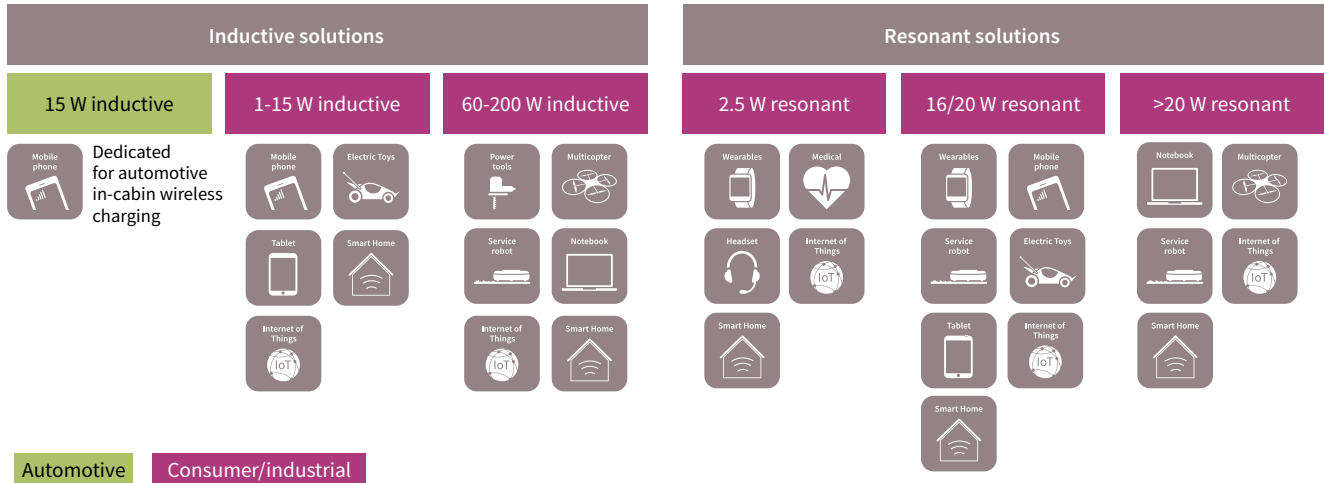 Inductive solutions
Resonant solutions
15 W inductive
1-15 W inductive
60-200 W inductive
2.5 W resonant
16/20 W resonant
>20 W resonant
Mobile
phone
Dedicated
for automotive
in-cabin wireless
charging
Mobile
phone
Electric Toys
Tablet
Smart Home
Internet of
Things
IoT
Power
tools
Multicopter
Service
robot
Notebook
Internet of
Things
IoT
Smart Home
Wearables
Medical
Headset
Internet of
Things
IoT
Smart Home
Wearables
Mobile
phone
Service
robot
Electric Toys
Tablet
Internet of
Things
IoT
Smart Home
Notebook
Multicopter
Service
robot
Internet of
Things
IoT
Smart Home
Automotive
Consumer/industrial